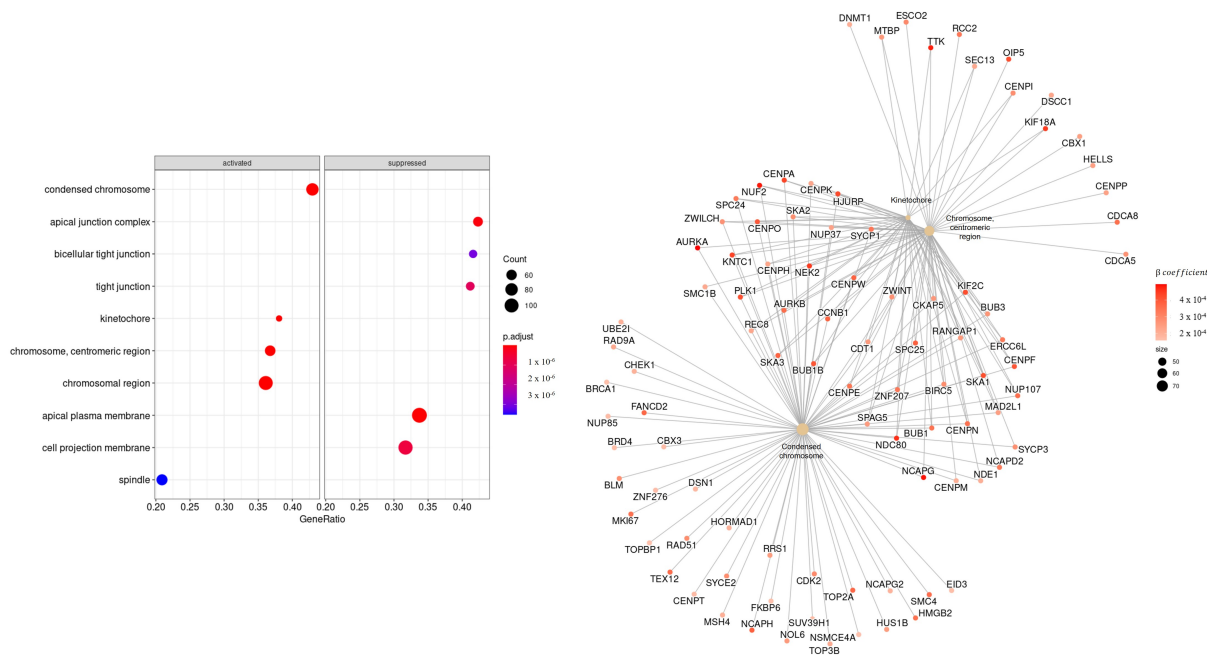 activated
suppressed
condensed chromosome
apical junction complex
bicellular tight junction
tight junction
kinetochore
chromosome, centromeric region
chromosomal region
apical plasma membrane
cell projection membrane
spindle
0.20 0.25 0.30 0.35 0.40
0.20 0.25 0.30 0.35 0.40
GeneRatio
Count
60
80
100
p.adjust
1 x 10⁻⁶
2 x 10⁻⁶
3 x 10⁻⁶
DNMT1
ESCO2
MTBP
RCC2
TTK
OIP5
SEC13
CENPI
DSCC1
KIF18A
CBX1
HELLS
CENPP
CDCA8
CDCA5
Kinetochore
Chromosome,
centromeric
region
CENPA
NUF2
CENPK
HJURP
SPC24
SKA2
ZWILCH
CENPO
NUP37
SYCP1
AURKA
KNTC1
CENPH
NEK2
SMC1B
PLK1
CENPW
ZWINT
KIF2C
AURKB
CKAP5
BUB3
REC8
CCNB1
RANGAP1
UBE2I
RAD9A
SKA3
CDT1
SPC25
ERCC6L
CENPF
CHEK1
BUB1B
SKA1
BRCA1
CENPE
ZNF207
BIRC5
NUP107
FANCD2
MAD2L1
NUP85
SPAG5
BUB1
CENPN
BRD4
CBX3
Condensed
chromosome
NDC80
SYCP3
NCAPD2
BLM
DSN1
NCAPG
NDE1
ZNF276
CENPM
MKI67
HORMAD1
TOPBP1
RAD51
RRS1
TEX12
SYCE2
CDK2
NCAPG2
EID3
CENPT
FKBP6
TOP2A
SMC4
MSH4
HMGB2
NCAPH
SUV39H1
HUS1B
NOL6
NSMCE4A
TOP3B
β coefficient
4 x 10⁻⁴
3 x 10⁻⁴
2 x 10⁻⁴
size
50
60
70